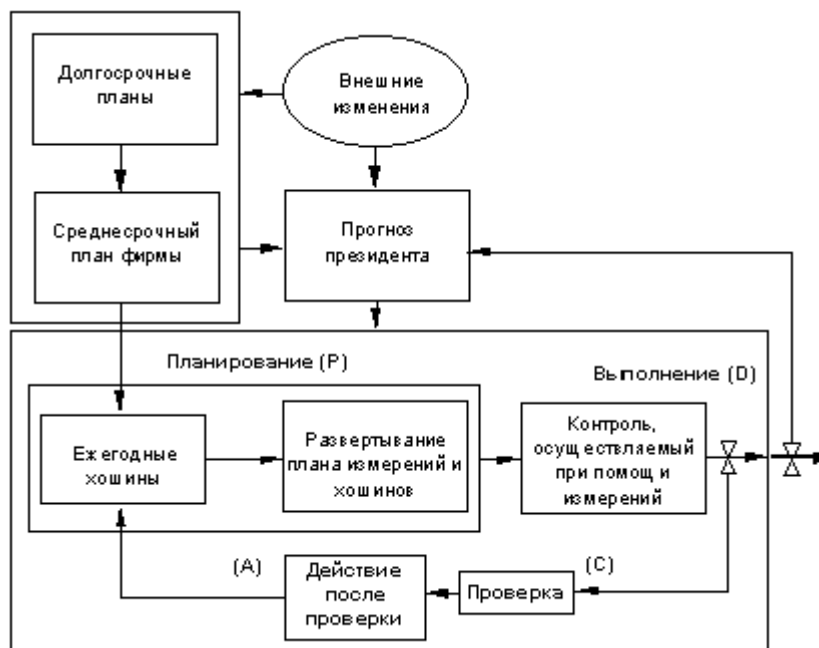 Долгосрочные
планы
Внешние
изменения
Среднесрочный
план фирмы
Прогноз
президента
Планирование (P)
Выполнение (D)
Ежегодные
хошины
Развертывание
плана измерений и
хошинов
Контроль,
осуществляемый
при помощ и
измерений
(A)
Действие
после
проверки
(C)
Проверка